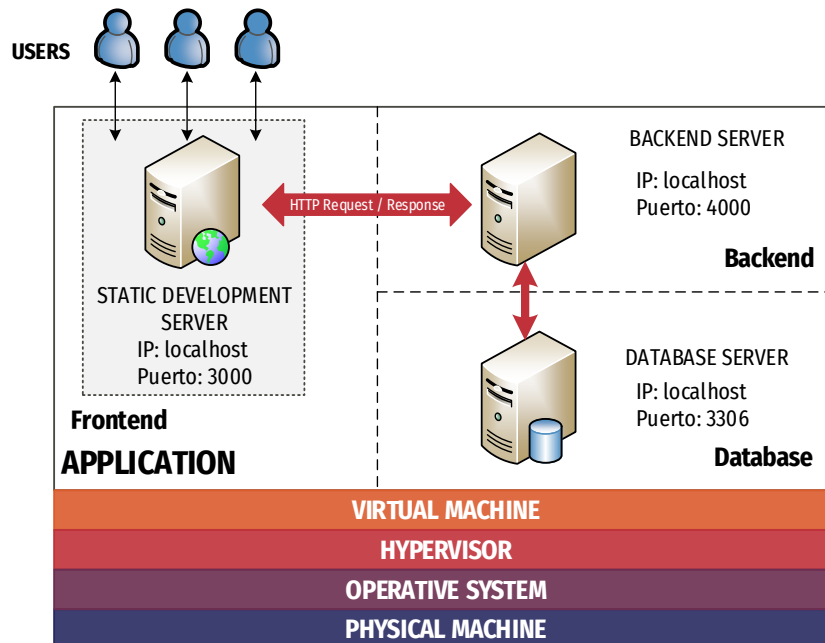 USERS
STATIC DEVELOPMENT
SERVER
IP: localhost
Puerto: 3000
Frontend
APPLICATION
HTTP Request / Response
BACKEND SERVER
IP: localhost
Puerto: 4000
Backend
DATABASE SERVER
IP: localhost
Puerto: 3306
Database
VIRTUAL MACHINE
HYPERVISOR
OPERATIVE SYSTEM
PHYSICAL MACHINE